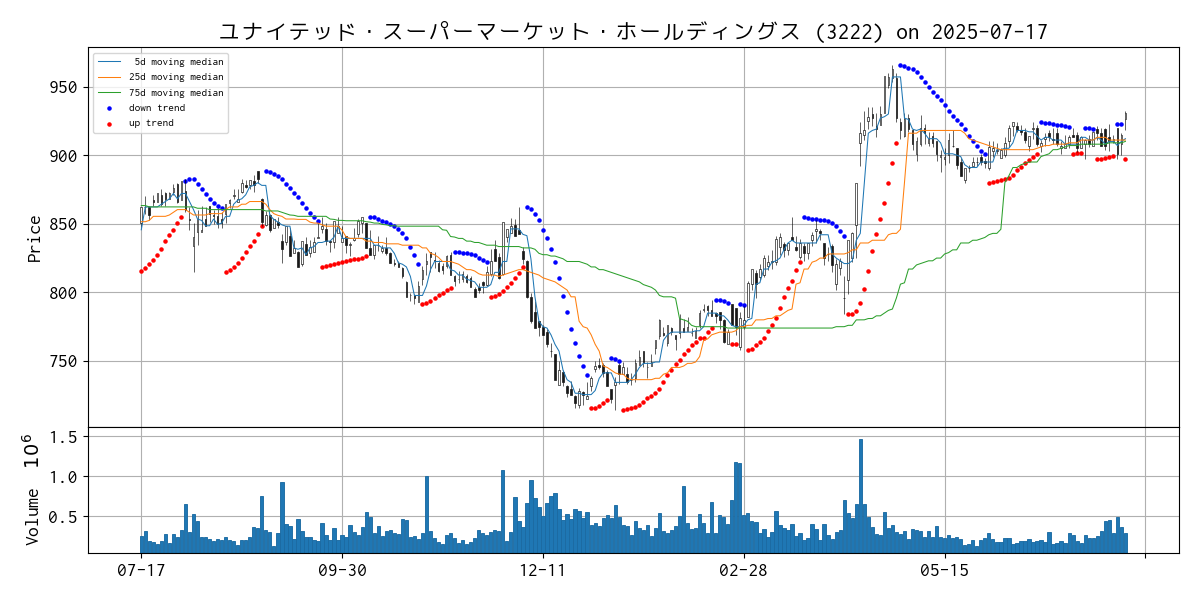 ユナイテッド・スーパーマーケット・ホールディングス (3222) on 2025-07-17
5d moving median
25d moving median
75d moving median
down trend
up trend
Price
950
900
850
800
750
Volume 10^6
1.5
1.0
0.5
07-17 09-30 12-11 02-28 05-15